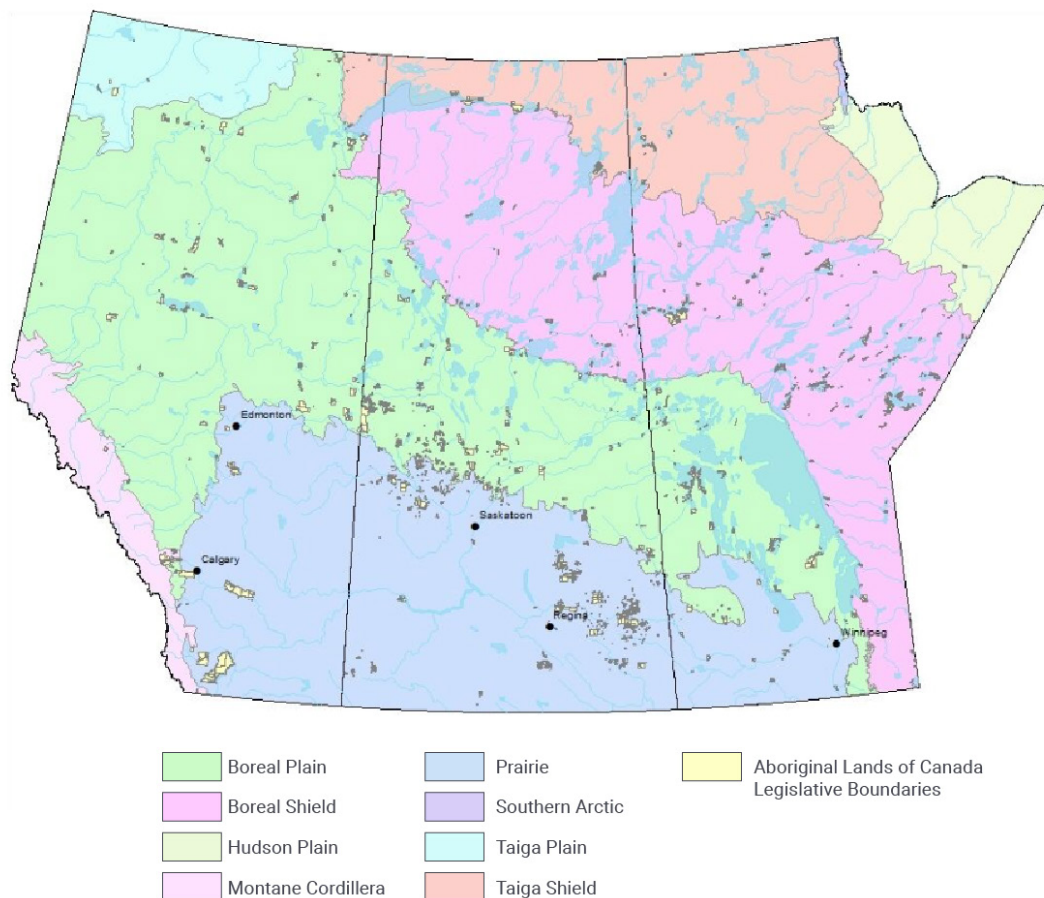 Edmonton
Saskatoon
Calgary
Regina
Winnipeg
Boreal Plain
Boreal Shield
Hudson Plain
Montane Cordillera
Prairie
Southern Arctic
Taiga Plain
Taiga Shield
Aboriginal Lands of Canada
Legislative Boundaries